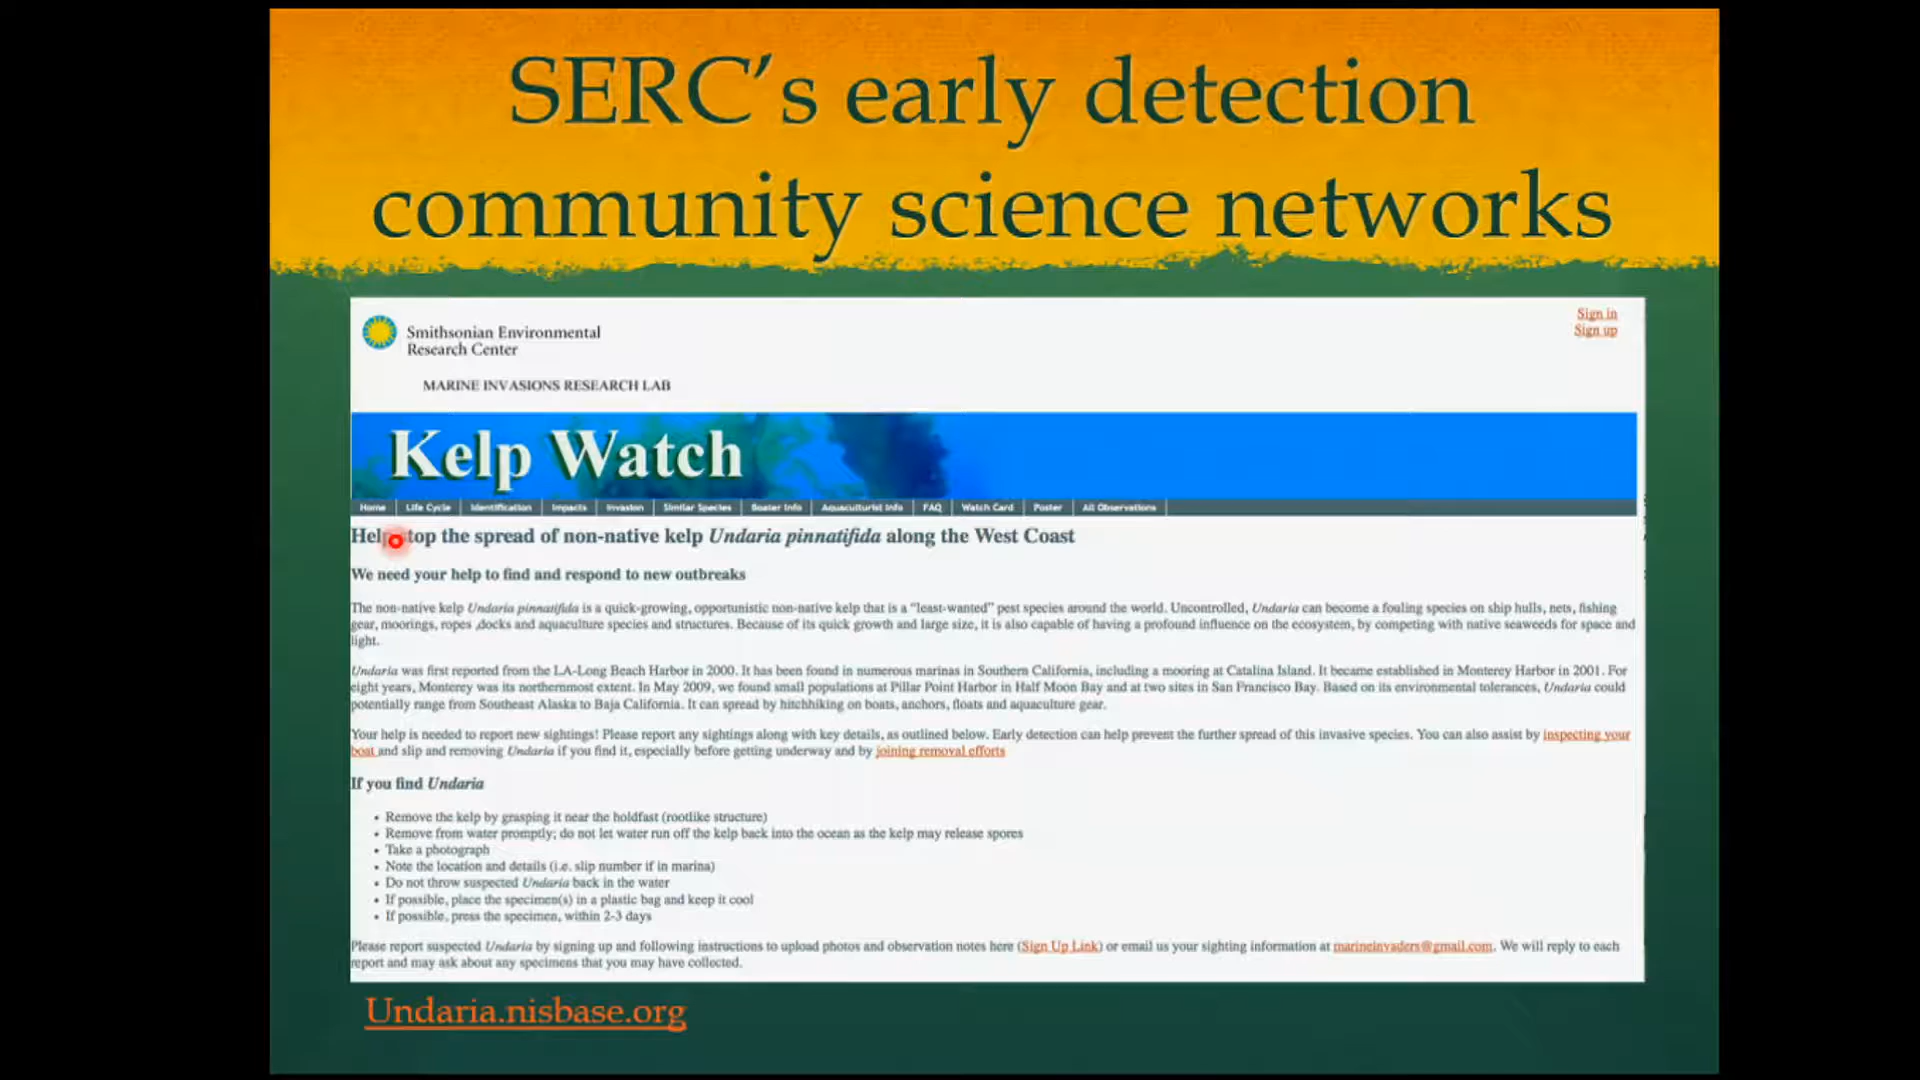 SERC's early detection
community science networks
Sign in
Sign up
Smithsonian Environmental
Research Center
MARINE INVASIONS RESEARCH LAB
Kelp Watch
Home Life Cycle Identification Impacts Invasion Similar Species Boater Info Aquaculturist Info FAQ Watch Card Poster All Observations
top the spread of non-native kelp Undaria pinnatifida along the West Coast
We need your help to find and respond to new outbreaks
The non-native kelp Undaria pinnatifida is a quick-growing, opportunistic non-native kelp that is a "least-wanted" pest species around the world. Uncontrolled, Undaria can become a fouling species on ship hulls, nets, fishing
gear, moorings, ropes ,docks and aquaculture species and structures. Because of its quick growth and large size, it is also capable of having a profound influence on the ecosystem, by competing with native seaweeds for space and
light.
Undaria was first reported from the LA-Long Beach Harbor in 2000. It has been found in numerous marinas in Southern California, including a mooring at Catalina Island. It became established in Monterey Harbor in 2001. For
eight years, Monterey was its northernmost extent. In May 2009, we found small populations at Pillar Point Harbor in Half Moon Bay and at two sites in San Francisco Bay. Based on its environmental tolerances, Undaria could
potentially range from Southeast Alaska to Baja California. It can spread by hitchhiking on boats, anchors, floats and aquaculture gear.
Your help is needed to report new sightings! Please report any sightings along with key details, as outlined below. Early detection can help prevent the further spread of this invasive species. You can also assist by inspecting your
boat and slip and removing Undaria if you find it, especially before getting underway and by joining removal efforts
If you find Undaria
• Remove the kelp by grasping it near the holdfast (rootlike structure)
• Remove from water promptly; do not let water run off the kelp back into the ocean as the kelp may release spores
• Take a photograph
• Note the location and details (i.e. slip number if in marina)
• Do not throw suspected Undaria back in the water
• If possible, place the specimen(s) in a plastic bag and keep it cool
• If possible, press the specimen, within 2-3 days
Please report suspected Undaria by signing up and following instructions to upload photos and observation notes here (Sign Up Link) or email us your sighting information at marineinvaders@gmail.com. We will reply to each
report and may ask about any specimens that you may have collected.
Undaria.nisbase.org